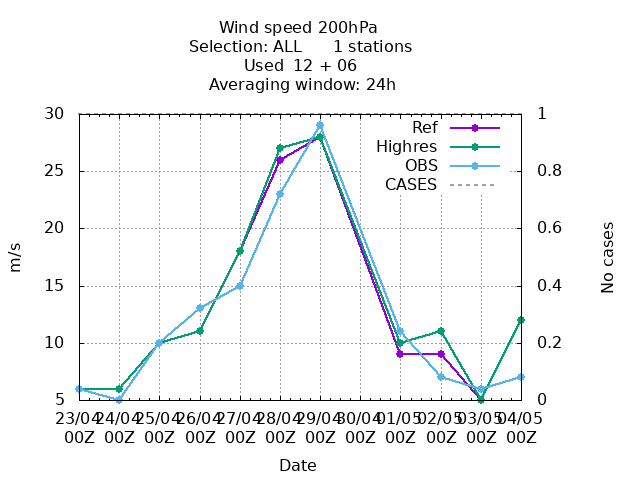 Wind speed 200hPa
Selection: ALL      1 stations
Used  12 + 06
Averaging window: 24h
30
25
20
15
10
5
1
0.8
0.6
0.4
0.2
0
m/s
No cases
Ref
Highres
OBS
CASES
23/04 24/04 25/04 26/04 27/04 28/04 29/04 30/04 01/05 02/05 03/05 04/05
00Z 00Z 00Z 00Z 00Z 00Z 00Z 00Z 00Z 00Z 00Z 00Z
Date